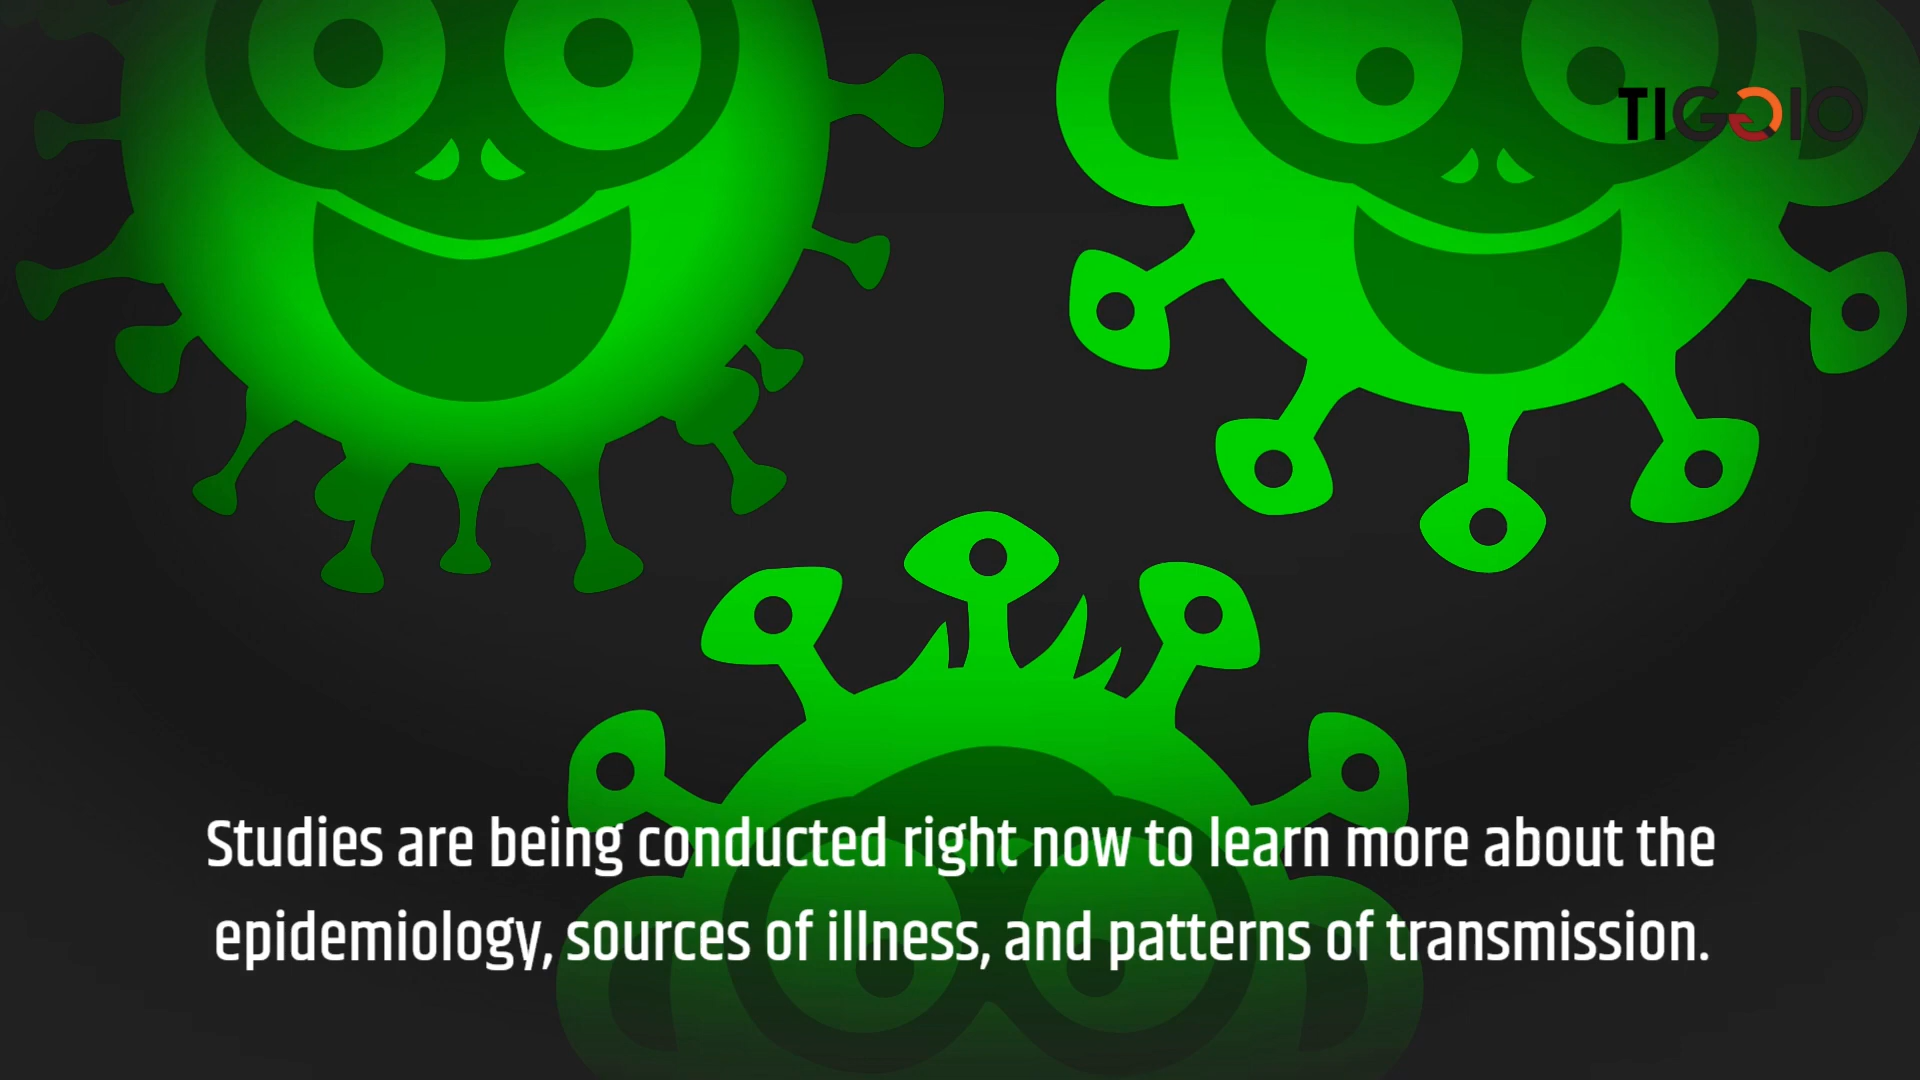 TIGGIO
Studies are being conducted right now to learn more about the
epidemiology, sources of illness, and patterns of transmission.